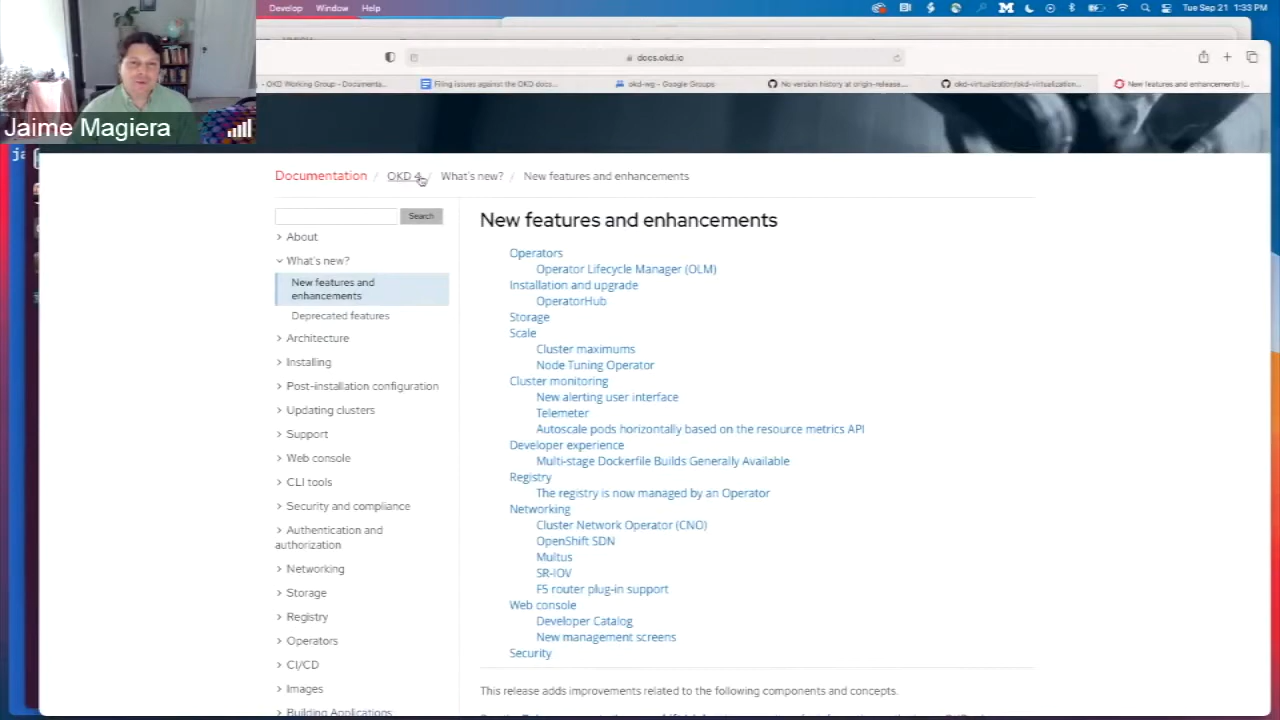 Develop Window Help
Tue Sep 21 1:33 PM
docs.okd.io
- OKD Working Group - Documenta...
Filing issues against the OKD docs...
okd-wg - Google Groups
No version history at origin-release...
okd-virtualization/okd-virtualization...
New features and enhancements |...
Jaime Magiera
Documentation / OKD 4 / What's new? / New features and enhancements
Search
About
What's new?
New features and
enhancements
Deprecated features
Architecture
Installing
Post-installation configuration
Updating clusters
Support
Web console
CLI tools
Security and compliance
Authentication and
authorization
Networking
Storage
Registry
Operators
CI/CD
Images
Building Applications
New features and enhancements
Operators
Operator Lifecycle Manager (OLM)
Installation and upgrade
OperatorHub
Storage
Scale
Cluster maximums
Node Tuning Operator
Cluster monitoring
New alerting user interface
Telemeter
Autoscale pods horizontally based on the resource metrics API
Developer experience
Multi-stage Dockerfile Builds Generally Available
Registry
The registry is now managed by an Operator
Networking
Cluster Network Operator (CNO)
OpenShift SDN
Multus
SR-IOV
F5 router plug-in support
Web console
Developer Catalog
New management screens
Security
This release adds improvements related to the following components and concepts.